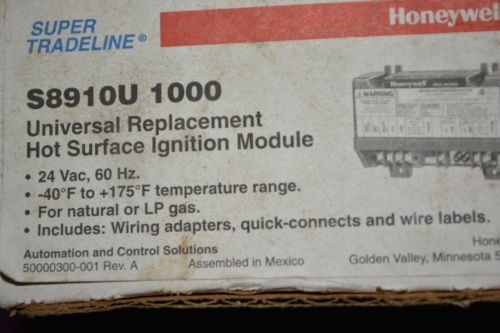 SUPER
TRADELINE®
Honeywell
S8910U 1000
Universal Replacement
Hot Surface Ignition Module
• 24 Vac, 60 Hz.
• -40°F to +175°F temperature range.
• For natural or LP gas.
• Includes: Wiring adapters, quick-connects and wire labels.
Honeywell
WARNING
Automation and Control Solutions
50000300-001 Rev. A
Assembled in Mexico
Hone
Golden Valley, Minnesota 5